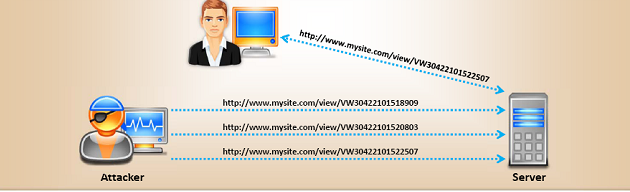 http://www.mysite.com/view/VW30422101522507
http://www.mysite.com/view/VW30422101518909
http://www.mysite.com/view/VW30422101520803
http://www.mysite.com/view/VW30422101522507
Attacker
Server